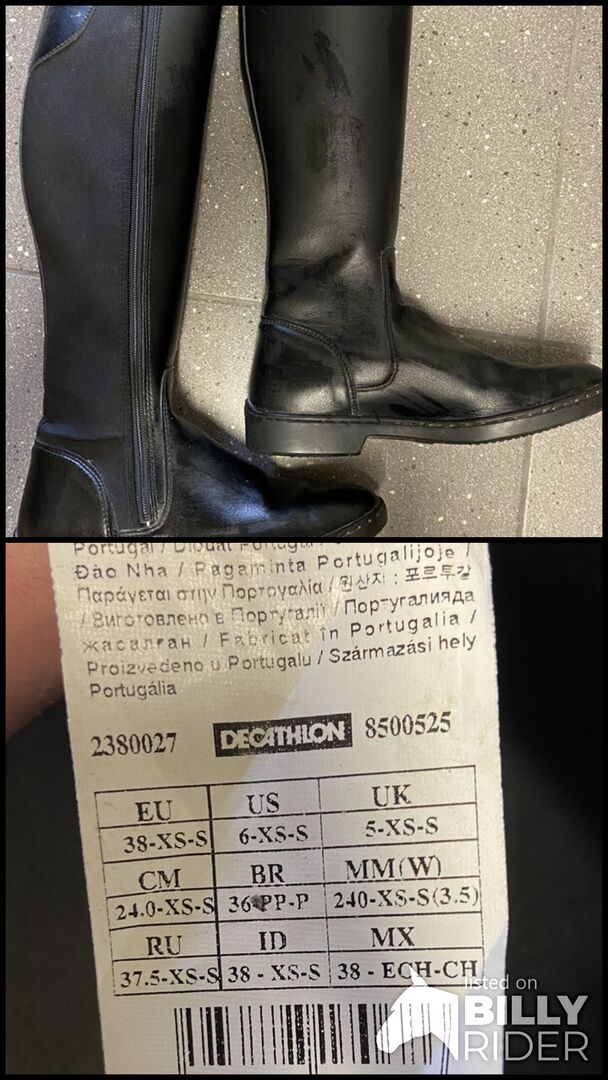 Portugal /
Đào Nha / Pagaminta Portugalijoje /
Παράγεται στην Πορτογαλία / 원산지 : 포르투갈
/ Виготовлено в Португалії / Португалияда
жасалған / Fabricat în Portugalia /
Proizvedeno u Portugalu / Származási hely
Portugália
2380027 DECATHLON 8500525
EU US UK
38-XS-S 6-XS-S 5-XS-S
CM BR MM(W)
24.0-XS-S 36-PP-P 240-XS-S(3.5)
RU ID MX
37.5-XS-S 38 - XS-S 38 - ECH-CH
listed on
BILLY
RIDER